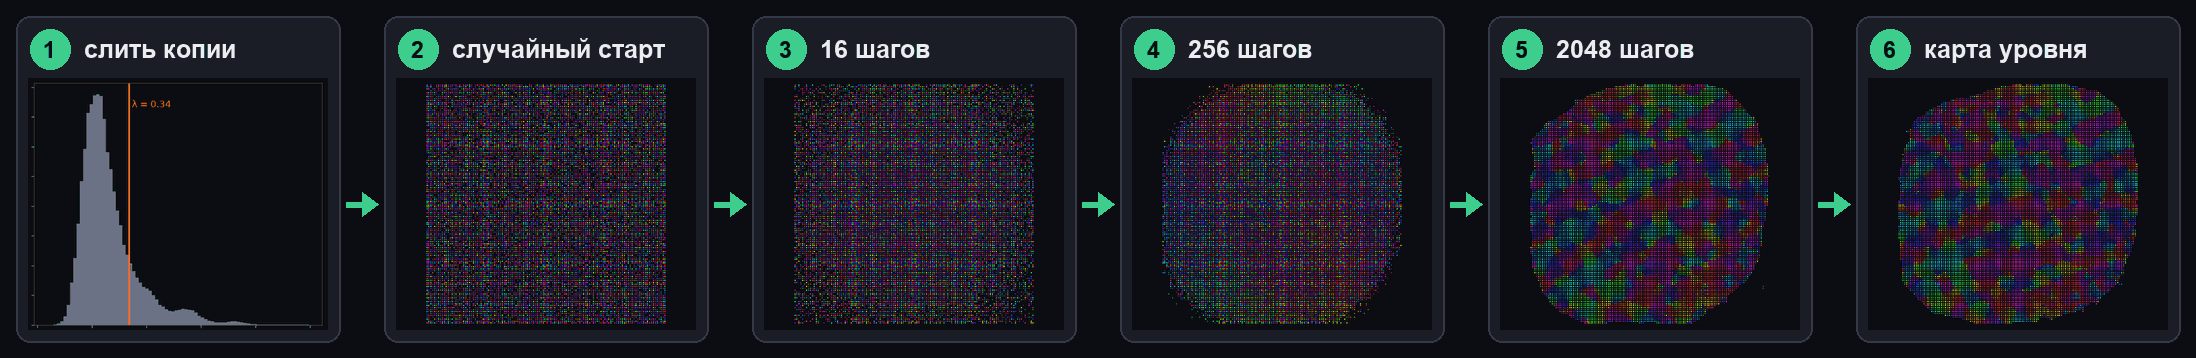 1 слить копии
λ = 0.34
2 случайный старт
3 16 шагов
4 256 шагов
5 2048 шагов
6 карта уровня